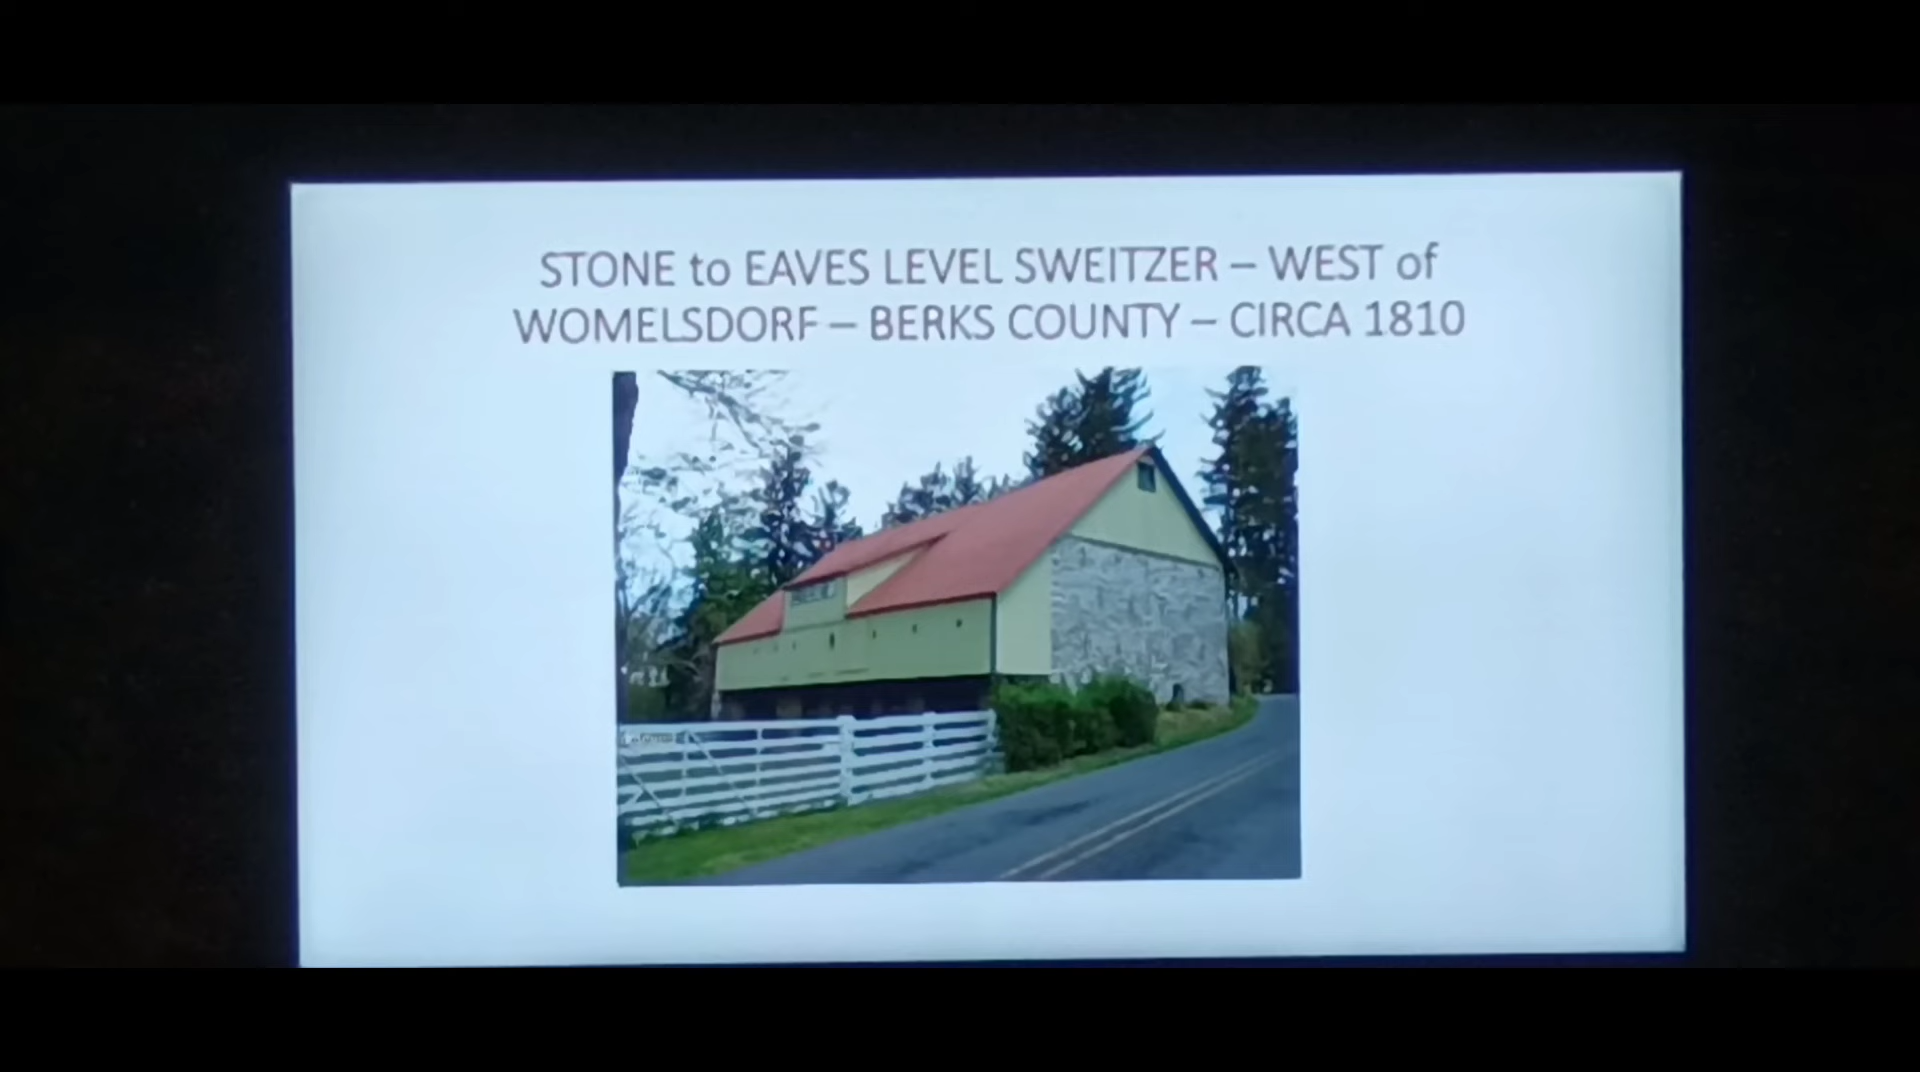 STONE to EAVES LEVEL SWEITZER – WEST of
WOMELSDORF – BERKS COUNTY – CIRCA 1810